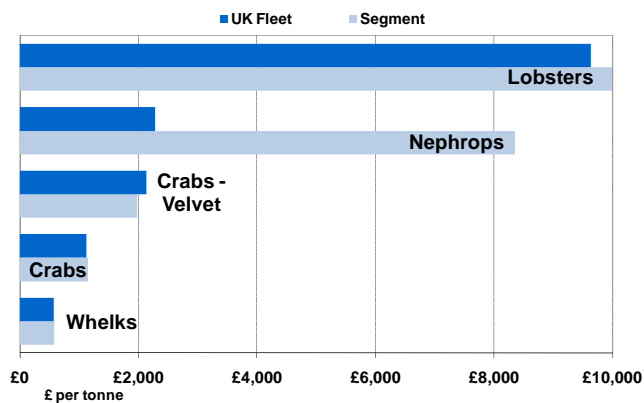 UK Fleet Segment
Lobsters
Nephrops
Crabs -
Velvet
Crabs
Whelks
£0 £2,000 £4,000 £6,000 £8,000 £10,000
£ per tonne